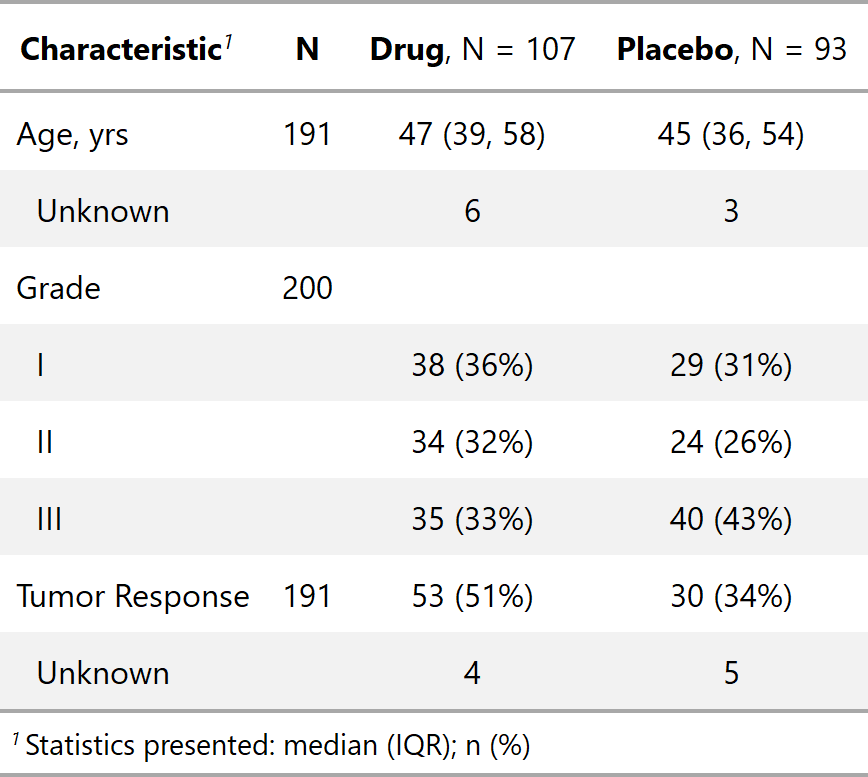 Characteristic1 N Drug, N = 107 Placebo, N = 93
Age, yrs 191 47 (39, 58) 45 (36, 54)
Unknown 6 3
Grade 200
I 38 (36%) 29 (31%)
II 34 (32%) 24 (26%)
III 35 (33%) 40 (43%)
Tumor Response 191 53 (51%) 30 (34%)
Unknown 4 5
1 Statistics presented: median (IQR); n (%)